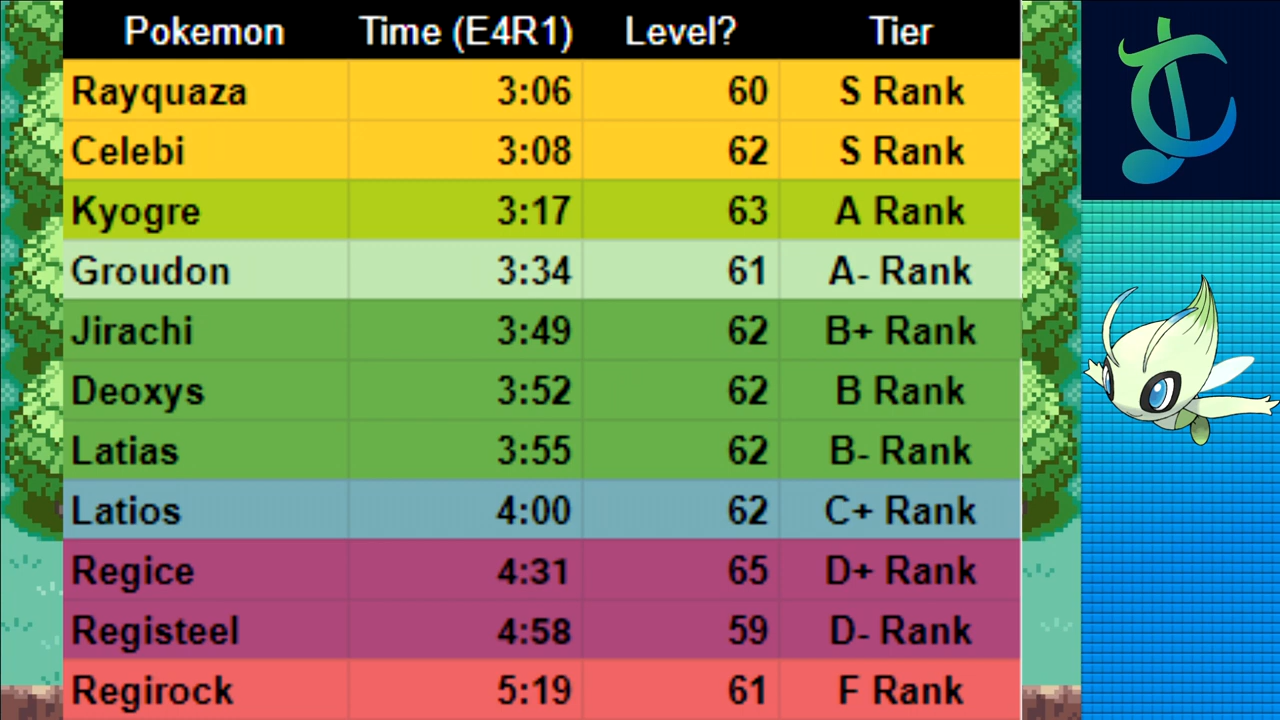 Pokemon Time (E4R1) Level? Tier
Rayquaza 3:06 60 S Rank
Celebi 3:08 62 S Rank
Kyogre 3:17 63 A Rank
Groudon 3:34 61 A- Rank
Jirachi 3:49 62 B+ Rank
Deoxys 3:52 62 B Rank
Latias 3:55 62 B- Rank
Latios 4:00 62 C+ Rank
Regice 4:31 65 D+ Rank
Registeel 4:58 59 D- Rank
Regirock 5:19 61 F Rank